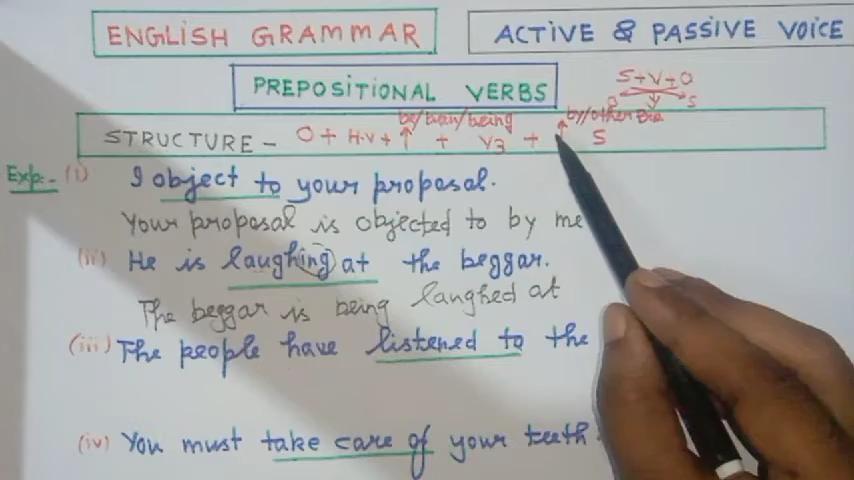 ENGLISH GRAMMAR
ACTIVE & PASSIVE VOICE
PREPOSITIONAL VERBS
S+V+O
O V S
be/been/being
by/other
STRUCTURE - O + H.V + ↑ + V3 + ↑ S
Exp:- (i) I object to your proposal.
Your proposal is objected to by me
(ii) He is laughing at the beggar.
The beggar is being laughed at
(iii) The people have listened to the
(iv) You must take care of your teeth